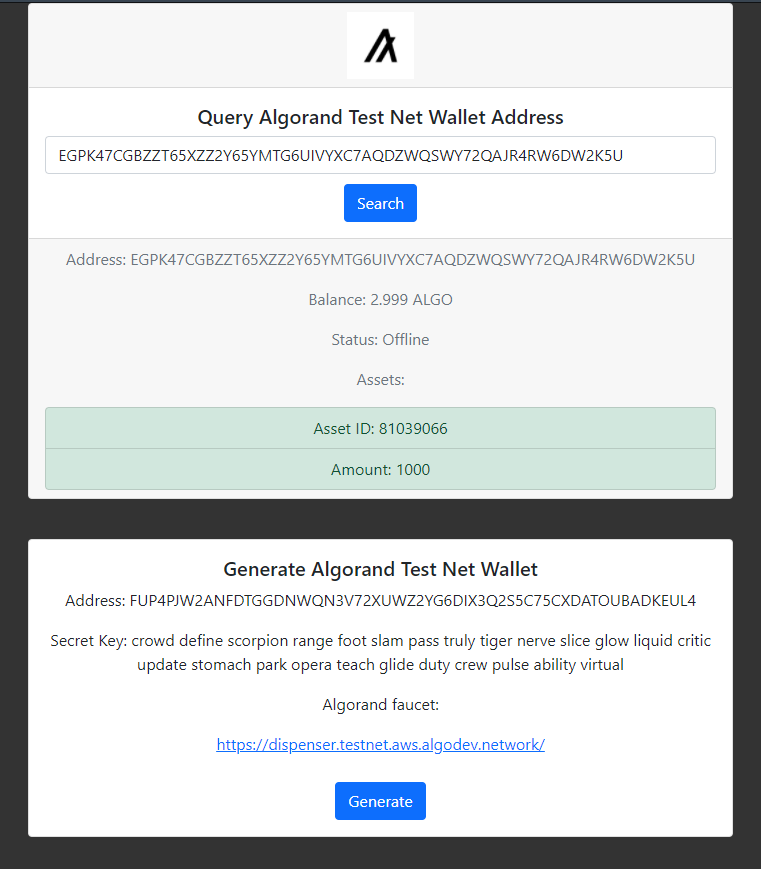 Query Algorand Test Net Wallet Address
EGPK47CGBZZT65XZZ2Y65YMTG6UIVYXC7AQDZWQSWY72QAJR4RW6DW2K5U
Search
Address: EGPK47CGBZZT65XZZ2Y65YMTG6UIVYXC7AQDZWQSWY72QAJR4RW6DW2K5U
Balance: 2.999 ALGO
Status: Offline
Assets:
Asset ID: 81039066
Amount: 1000
Generate Algorand Test Net Wallet
Address: FUP4PJW2ANFDTGGDNWQN3V72XUWZ2YG6DIX3Q2S5C75CXDATOUBADKEUL4
Secret Key: crowd define scorpion range foot slam pass truly tiger nerve slice glow liquid critic
update stomach park opera teach glide duty crew pulse ability virtual
Algorand faucet:
https://dispenser.testnet.aws.algodev.network/
Generate